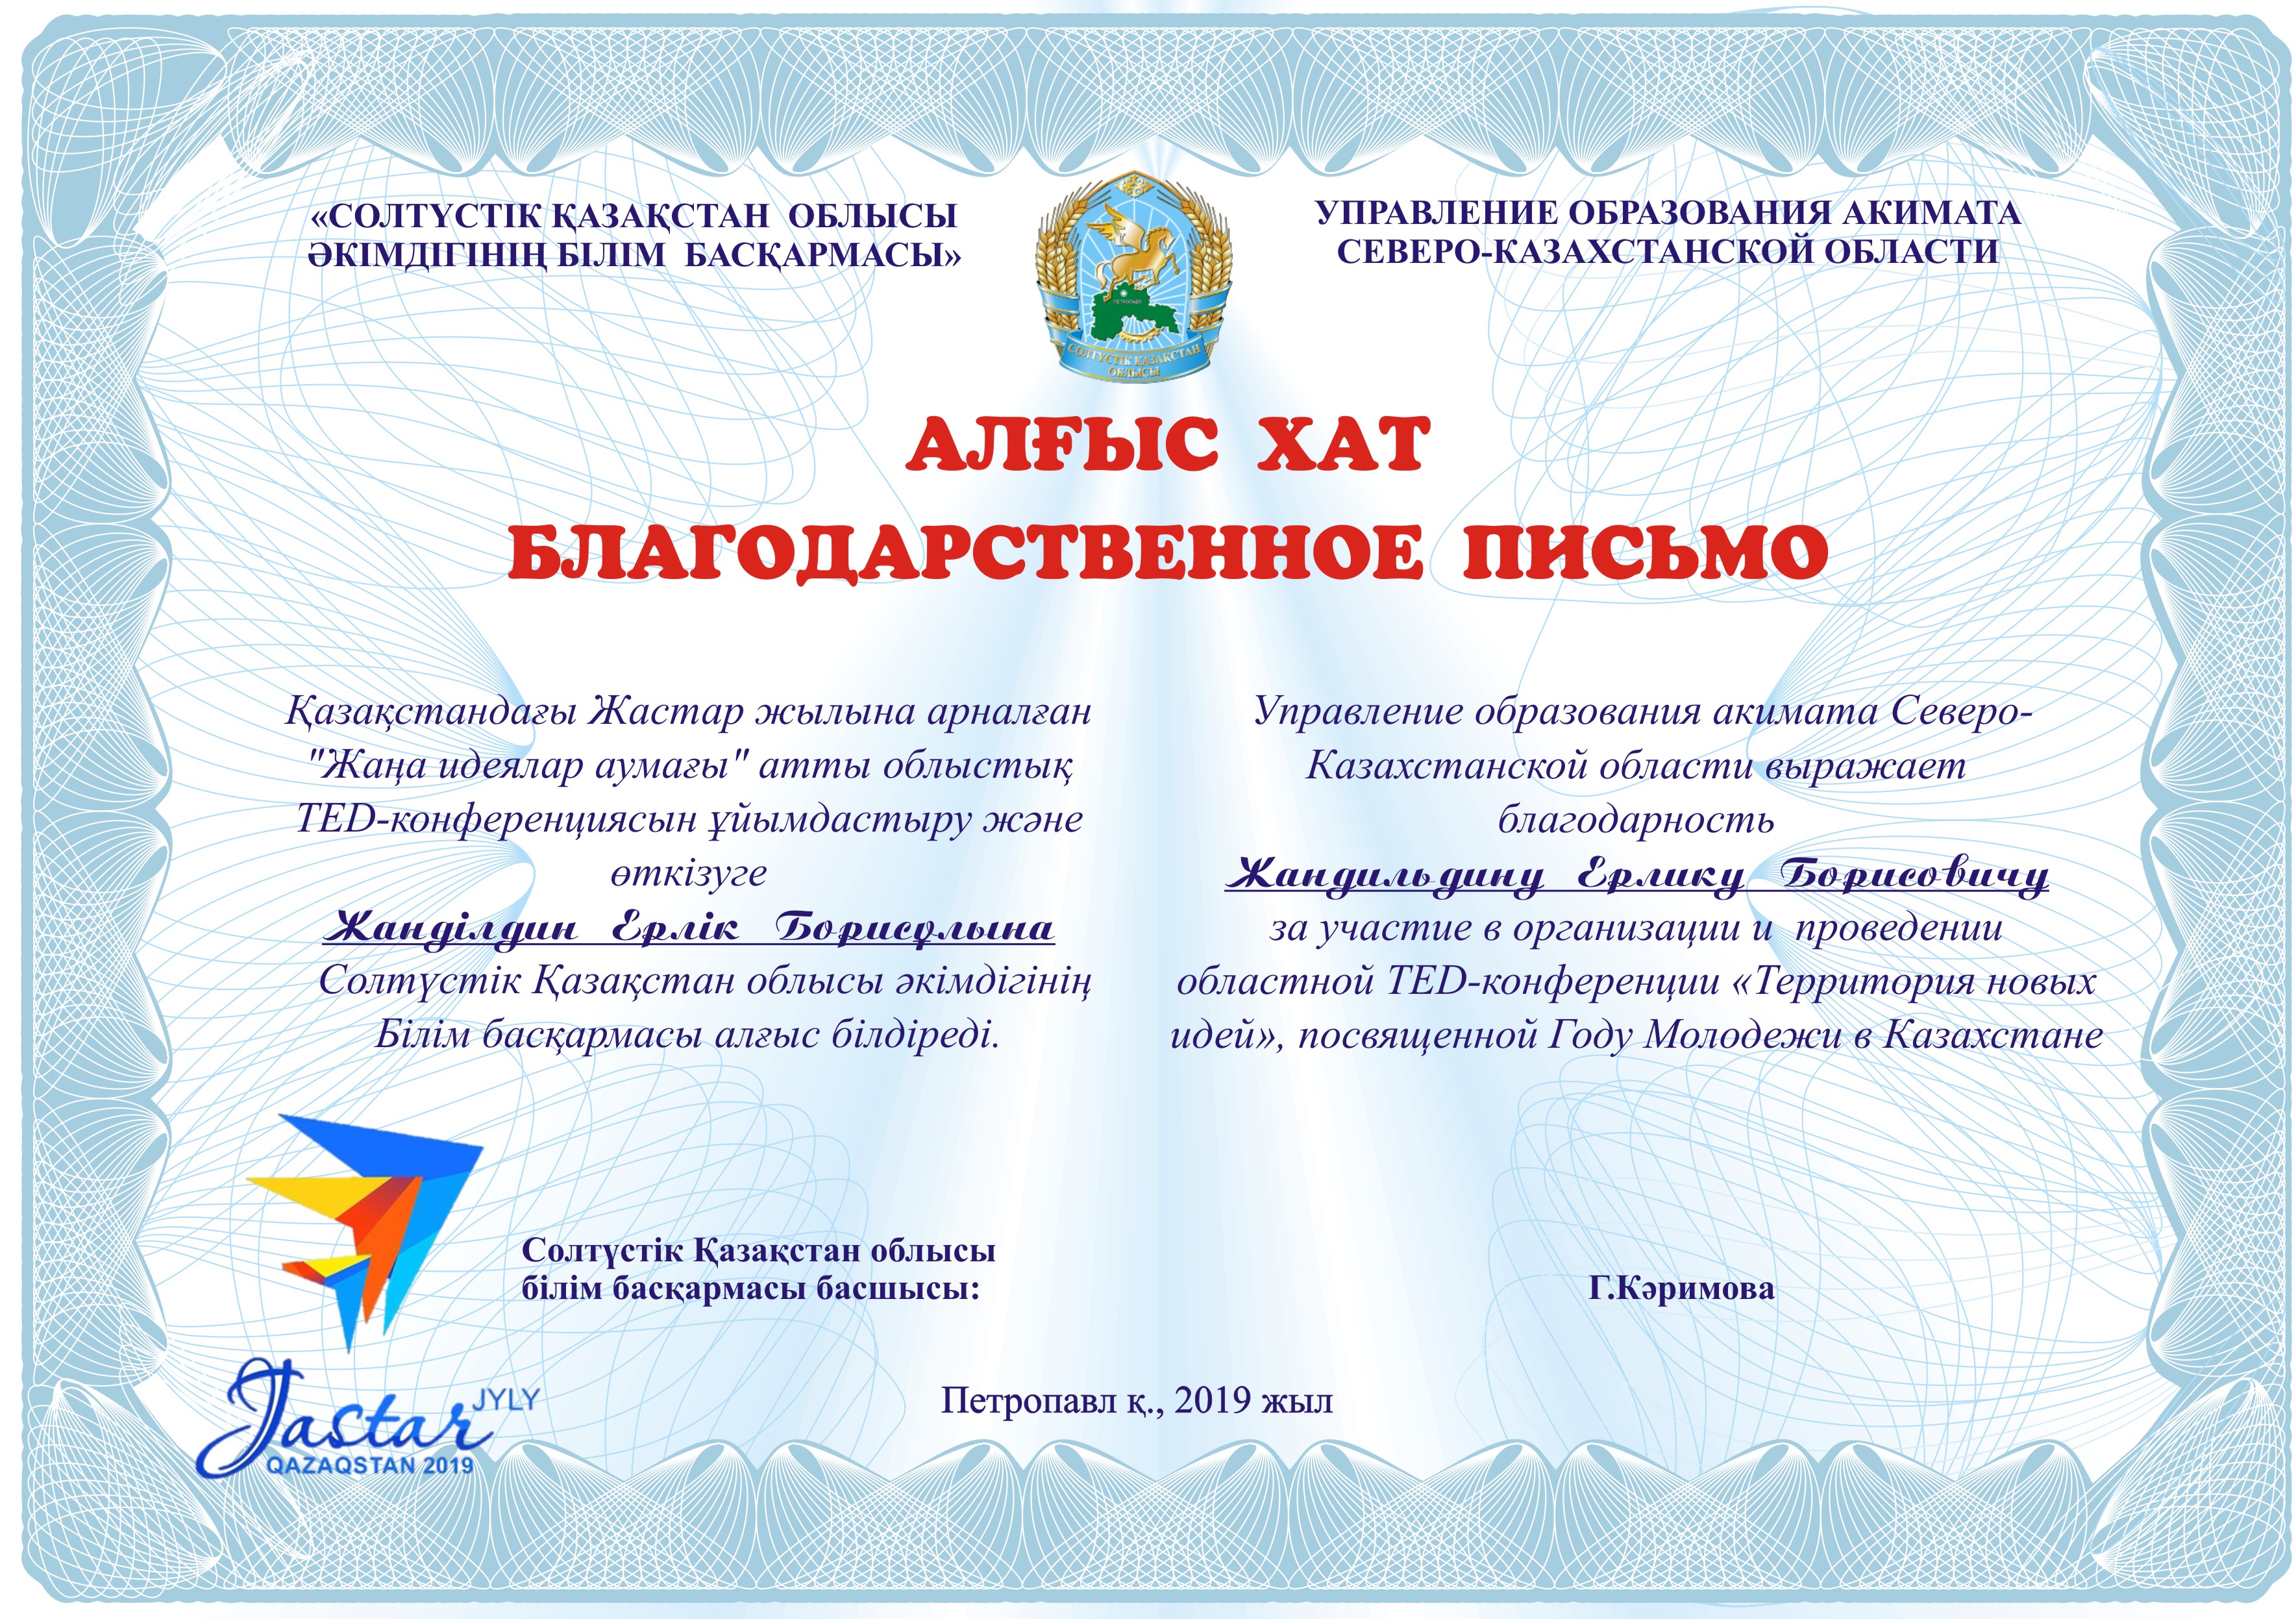 «СОЛТҮСТІК ҚАЗАҚСТАН ОБЛЫСЫ
ӘКІМДІГІНІҢ БІЛІМ БАСҚАРМАСЫ»
УПРАВЛЕНИЕ ОБРАЗОВАНИЯ АКИМАТА
СЕВЕРО-КАЗАХСТАНСКОЙ ОБЛАСТИ
ПЕТРОПАВЛ
СОЛТҮСТІК ҚАЗАҚСТАН
ОБЛЫСЫ
АЛҒЫС ХАТ
БЛАГОДАРСТВЕННОЕ ПИСЬМО
Қазақстандағы Жастар жылына арналған
"Жаңа идеялар аумағы" атты облыстық
TED-конференциясын ұйымдастыру және
өткізуге
Жанділдин Ерлік Борисұлына
Солтүстік Қазақстан облысы әкімдігінің
Білім басқармасы алғыс білдіреді.
Управление образования акимата Северо-
Казахстанской области выражает
благодарность
Жандильдину Ерлику Борисовичу
за участие в организации и проведении
областной TED-конференции «Территория новых
идей», посвященной Году Молодежи в Казахстане
Солтүстік Қазақстан облысы
білім басқармасы басшысы:
Г.Кәримова
Jastar JYLY
QAZAQSTAN 2019
Петропавл қ., 2019 жыл